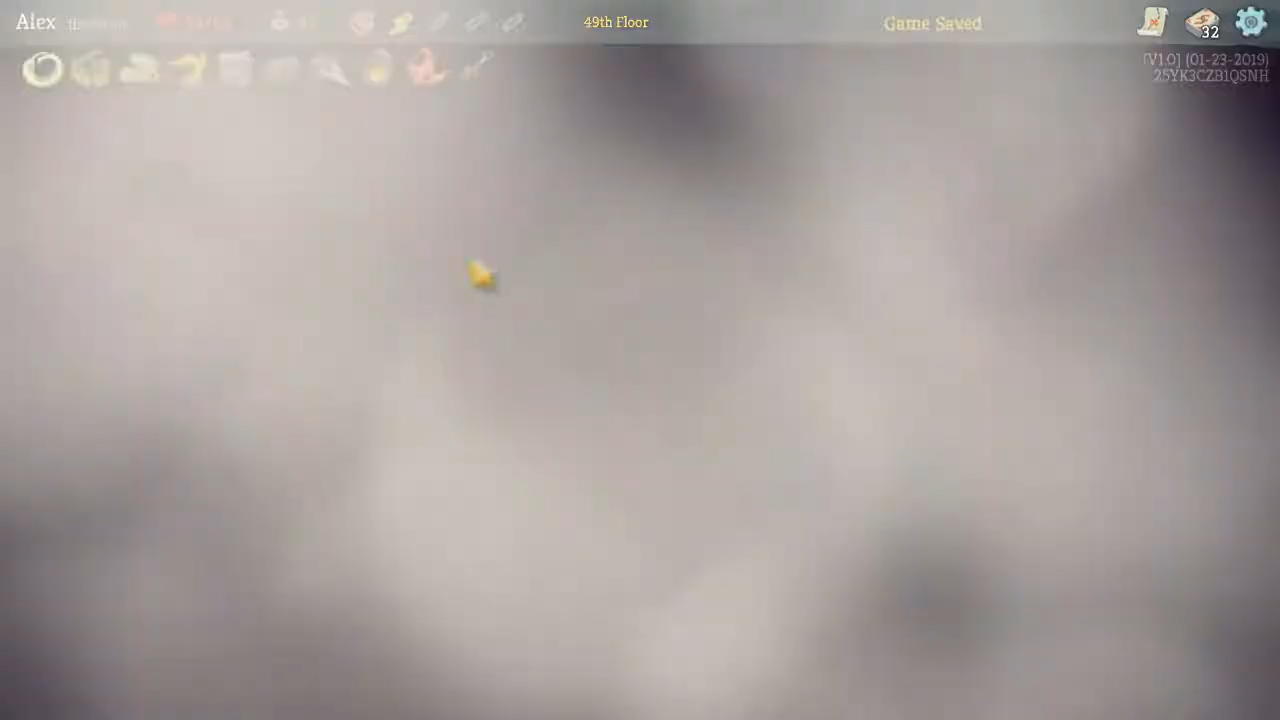 Alex
49th Floor
Game Saved
32
[V1.0] (01-23-2019)
25YK3CZB1QSNH